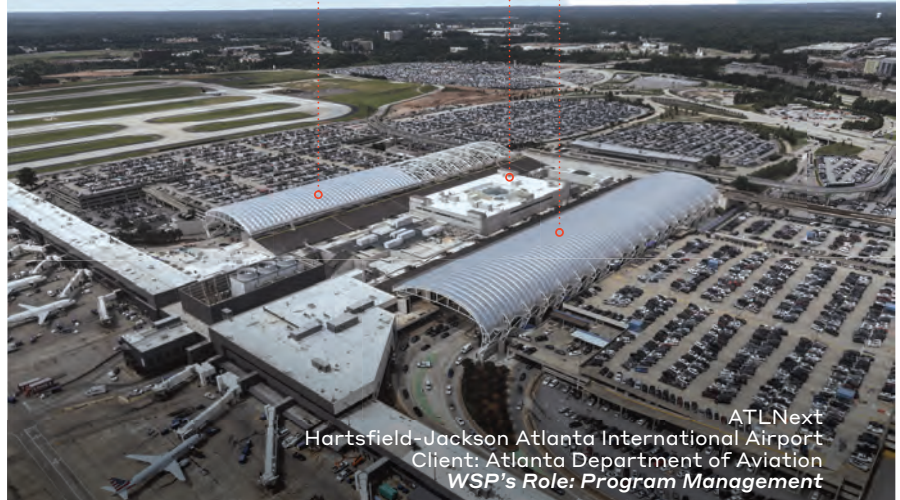 ATLNext
Hartsfield-Jackson Atlanta International Airport
Client: Atlanta Department of Aviation
WSP's Role: Program Management